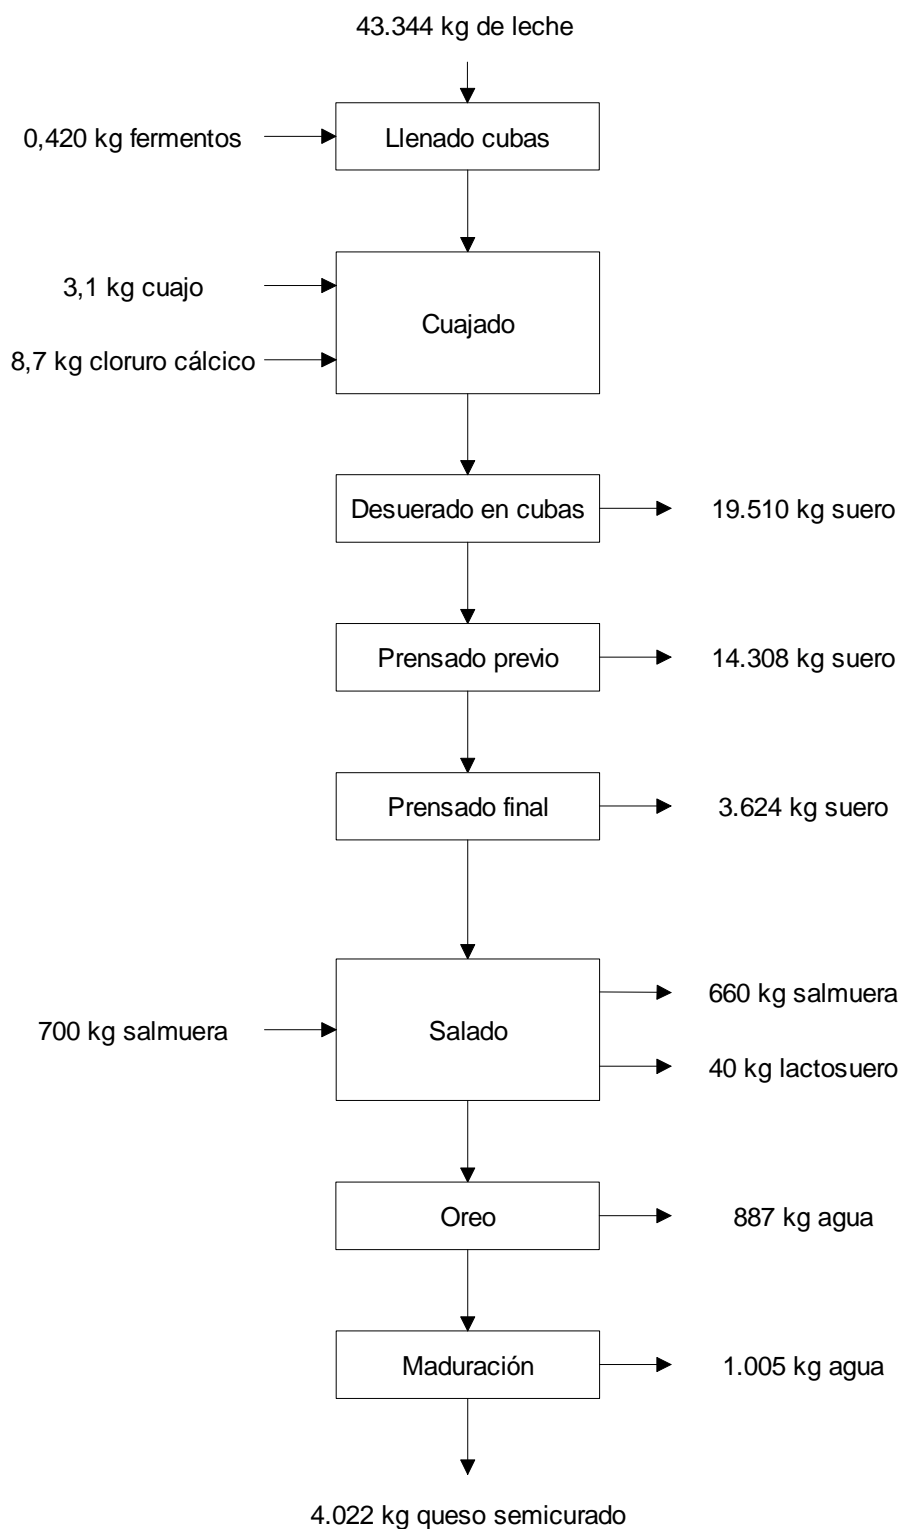 43.344 kg de leche
0,420 kg fermentos
Llenado cubas
3,1 kg cuajo
Cuajado
8,7 kg cloruro cálcico
Desuerado en cubas
19.510 kg suero
Prensado previo
14.308 kg suero
Prensado final
3.624 kg suero
660 kg salmuera
700 kg salmuera
Salado
40 kg lactosuero
Oreo
887 kg agua
Maduración
1.005 kg agua
4.022 kg queso semicurado